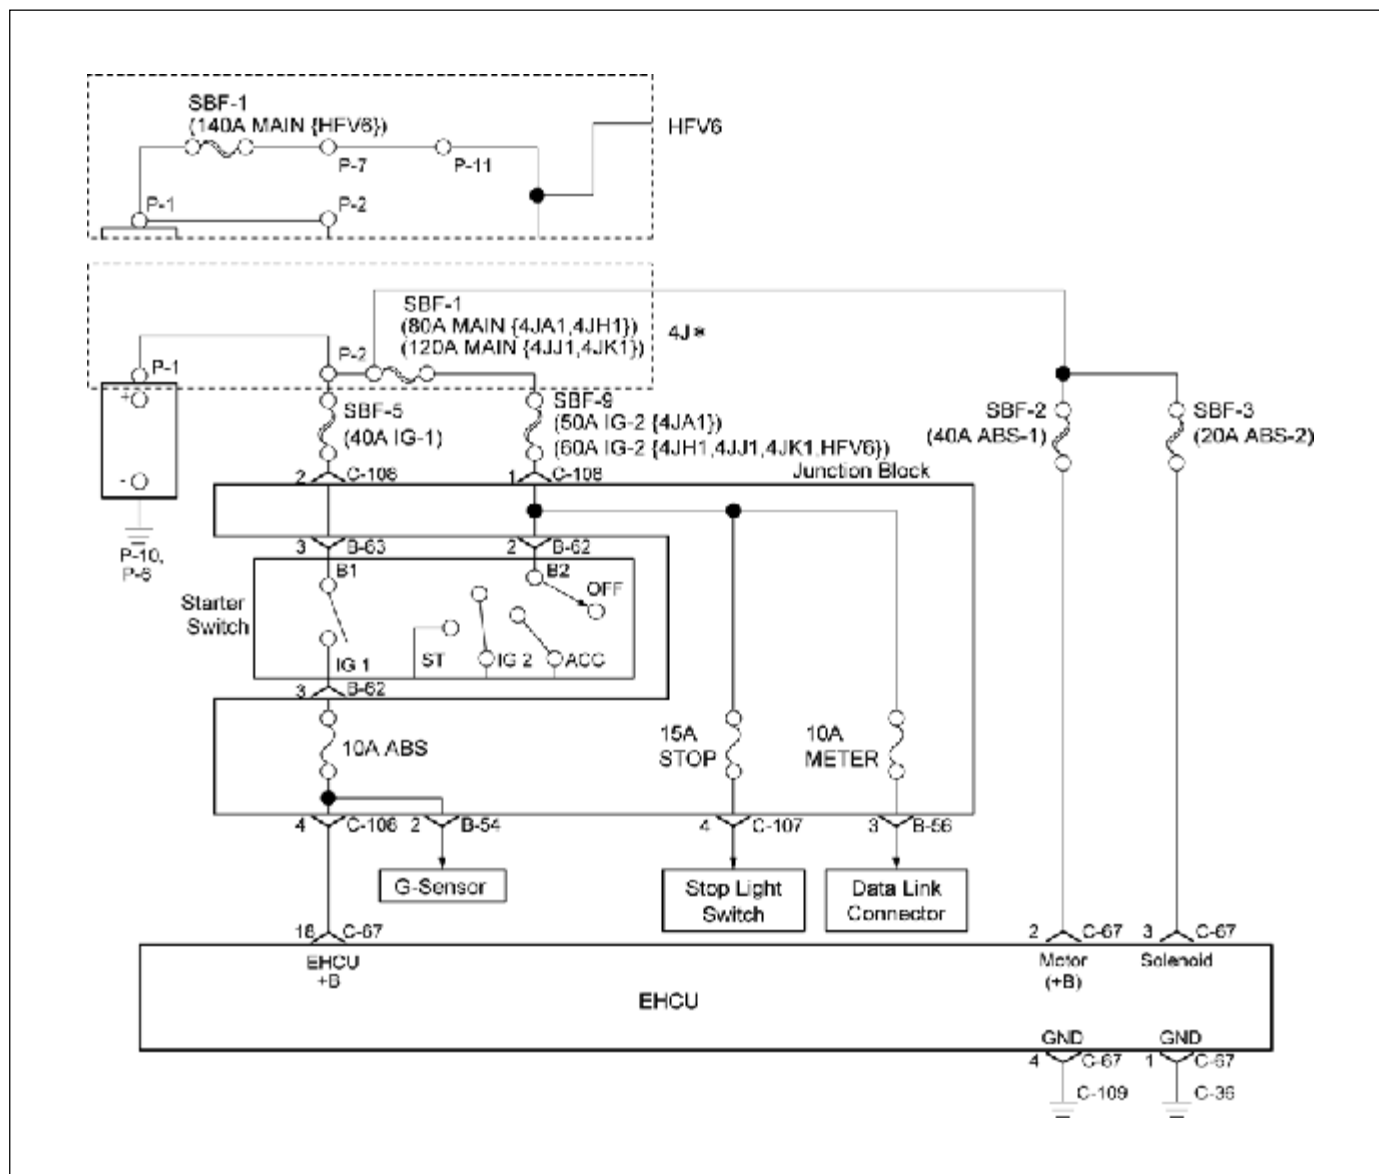 SBF-1
(140A MAIN {HFV6})
HFV6
P-7
P-11
P-1
P-2
SBF-1
(80A MAIN {4JA1,4JH1})
(120A MAIN {4JJ1,4JK1})
4J*
P-2
P-1
+
-
P-10,
P-6
SBF-5
(40A IG-1)
SBF-9
(50A IG-2 {4JA1})
(60A IG-2 {4JH1,4JJ1,4JK1,HFV6})
SBF-2
(40A ABS-1)
SBF-3
(20A ABS-2)
2 C-108
1 C-108
Junction Block
3 B-63
2 B-62
B1
B2
OFF
Starter
Switch
IG 1
ST
IG 2
ACC
3 B-62
10A ABS
15A
STOP
10A
METER
4 C-108
2 B-54
4 C-107
3 B-56
G-Sensor
Stop Light
Switch
Data Link
Connector
18 C-67
2 C-67
3 C-67
EHCU
+B
Motor
(+B)
Solenoid
EHCU
GND
GND
4 C-67
1 C-67
C-109
C-36